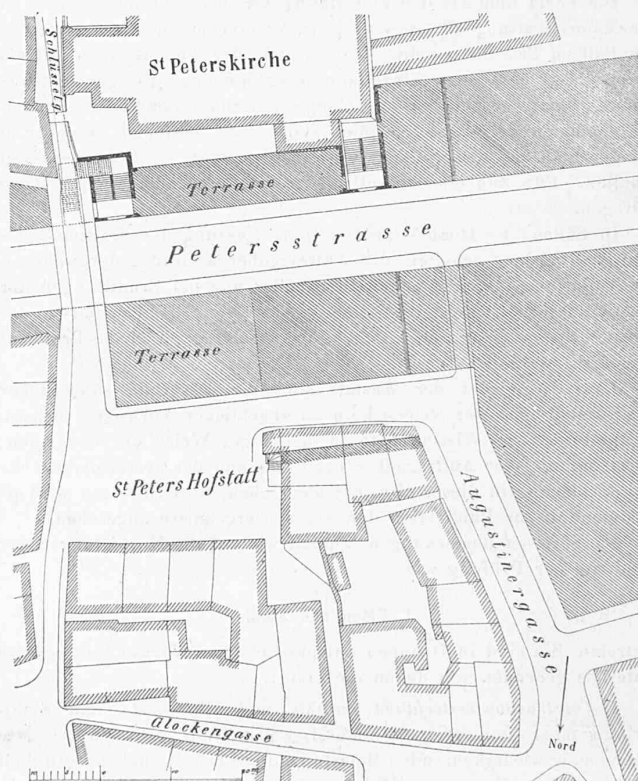 St Peterskirche
Schlüsselg.
Terrasse
Petersstrasse
Terrasse
St. Peters Hofstatt
Augustinergasse
Glockengasse
Nord